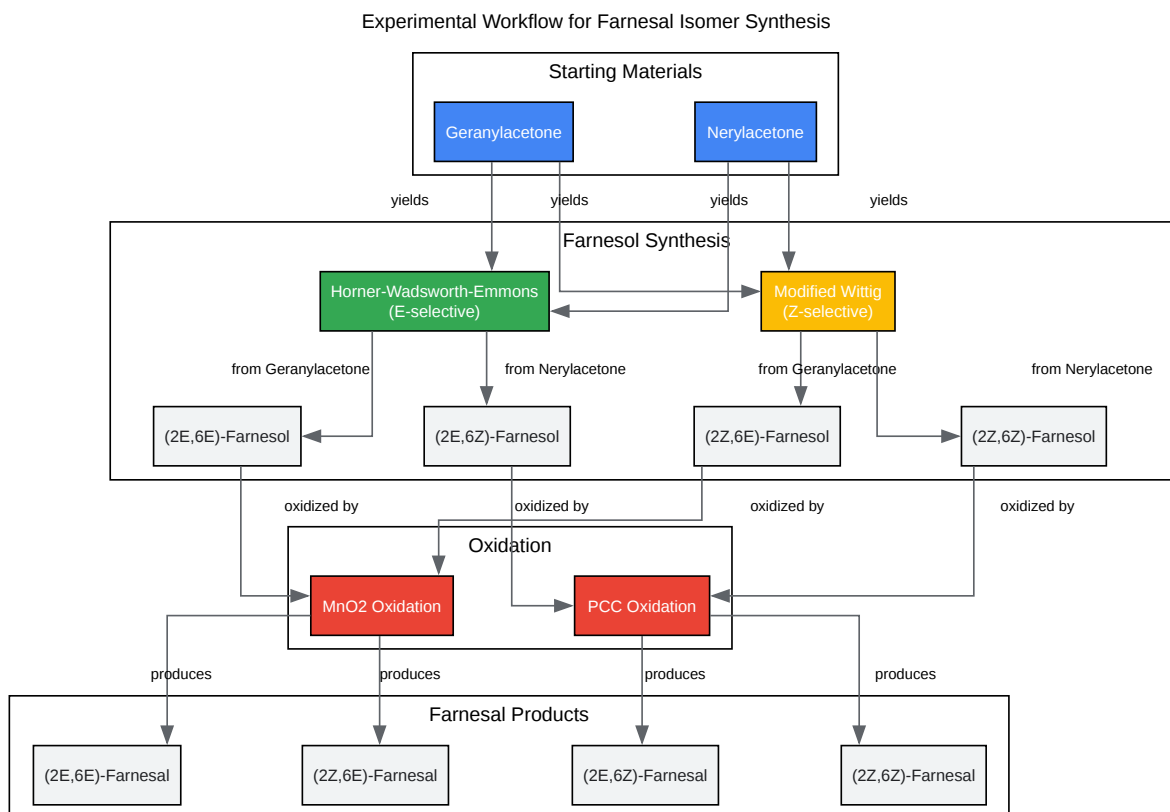 Experimental Workflow for Farnesal Isomer Synthesis
Starting Materials
Geranylacetone
Nerylacetone
yields
yields
yields
yields
Farnesol Synthesis
Horner-Wadsworth-Emmons
(E-selective)
Modified Wittig
(Z-selective)
from Geranylacetone
from Nerylacetone
from Geranylacetone
from Nerylacetone
(2E,6E)-Farnesol
(2E,6Z)-Farnesol
(2Z,6E)-Farnesol
(2Z,6Z)-Farnesol
oxidized by
oxidized by
oxidized by
oxidized by
Oxidation
MnO2 Oxidation
PCC Oxidation
produces
produces
produces
produces
Farnesal Products
(2E,6E)-Farnesal
(2Z,6E)-Farnesal
(2E,6Z)-Farnesal
(2Z,6Z)-Farnesal